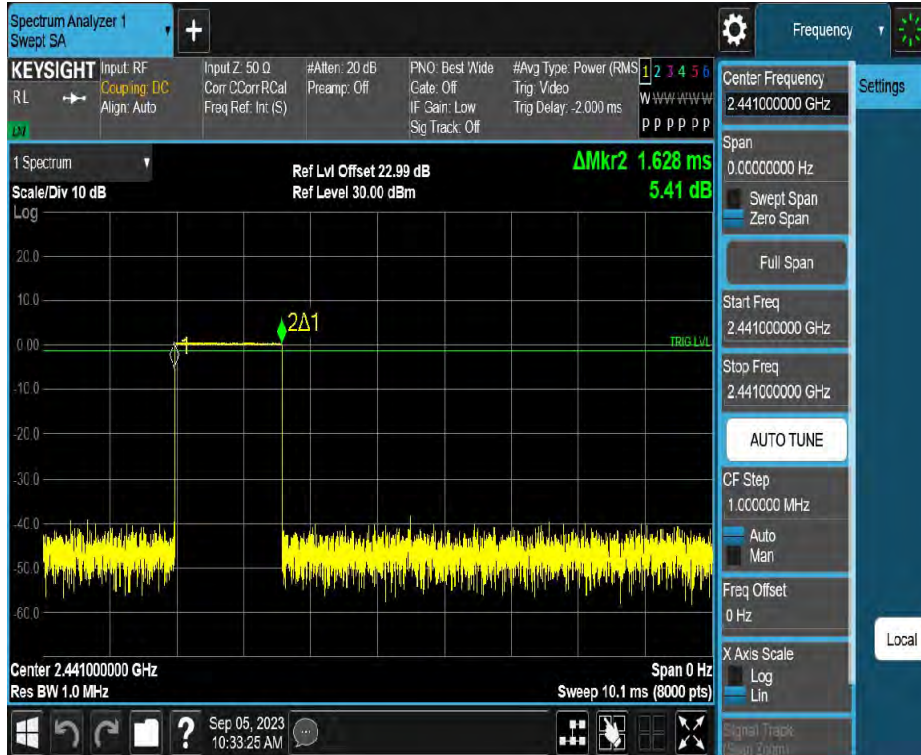 Spectrum Analyzer 1
Swept SA
Frequency
Settings
KEYSIGHT
RL
LXI
Input: RF
Coupling: DC
Align: Auto
Input Z: 50 Ω
Corr CCorr RCal
Freq Ref: Int (S)
#Atten: 20 dB
Preamp: Off
PNO: Best Wide
Gate: Off
IF Gain: Low
Sig Track: Off
#Avg Type: Power (RMS
Trig: Video
Trig Delay: -2.000 ms
1 2 3 4 5 6
W W W W W W
P P P P P P
1 Spectrum
Scale/Div 10 dB
Log
Ref Lvl Offset 22.99 dB
Ref Level 30.00 dBm
ΔMkr2 1.628 ms
5.41 dB
20.0
10.0
0.00
-10.0
-20.0
-30.0
-40.0
-50.0
-60.0
1
2Δ1
TRIG LVL
Center 2.441000000 GHz
Res BW 1.0 MHz
Span 0 Hz
Sweep 10.1 ms (8000 pts)
?
Sep 05, 2023
10:33:25 AM
Center Frequency
2.441000000 GHz
Span
0.00000000 Hz
Swept Span
Zero Span
Full Span
Start Freq
2.441000000 GHz
Stop Freq
2.441000000 GHz
AUTO TUNE
CF Step
1.000000 MHz
Auto
Man
Freq Offset
0 Hz
X Axis Scale
Log
Lin
Signal Track
(Span Zoom)
Local